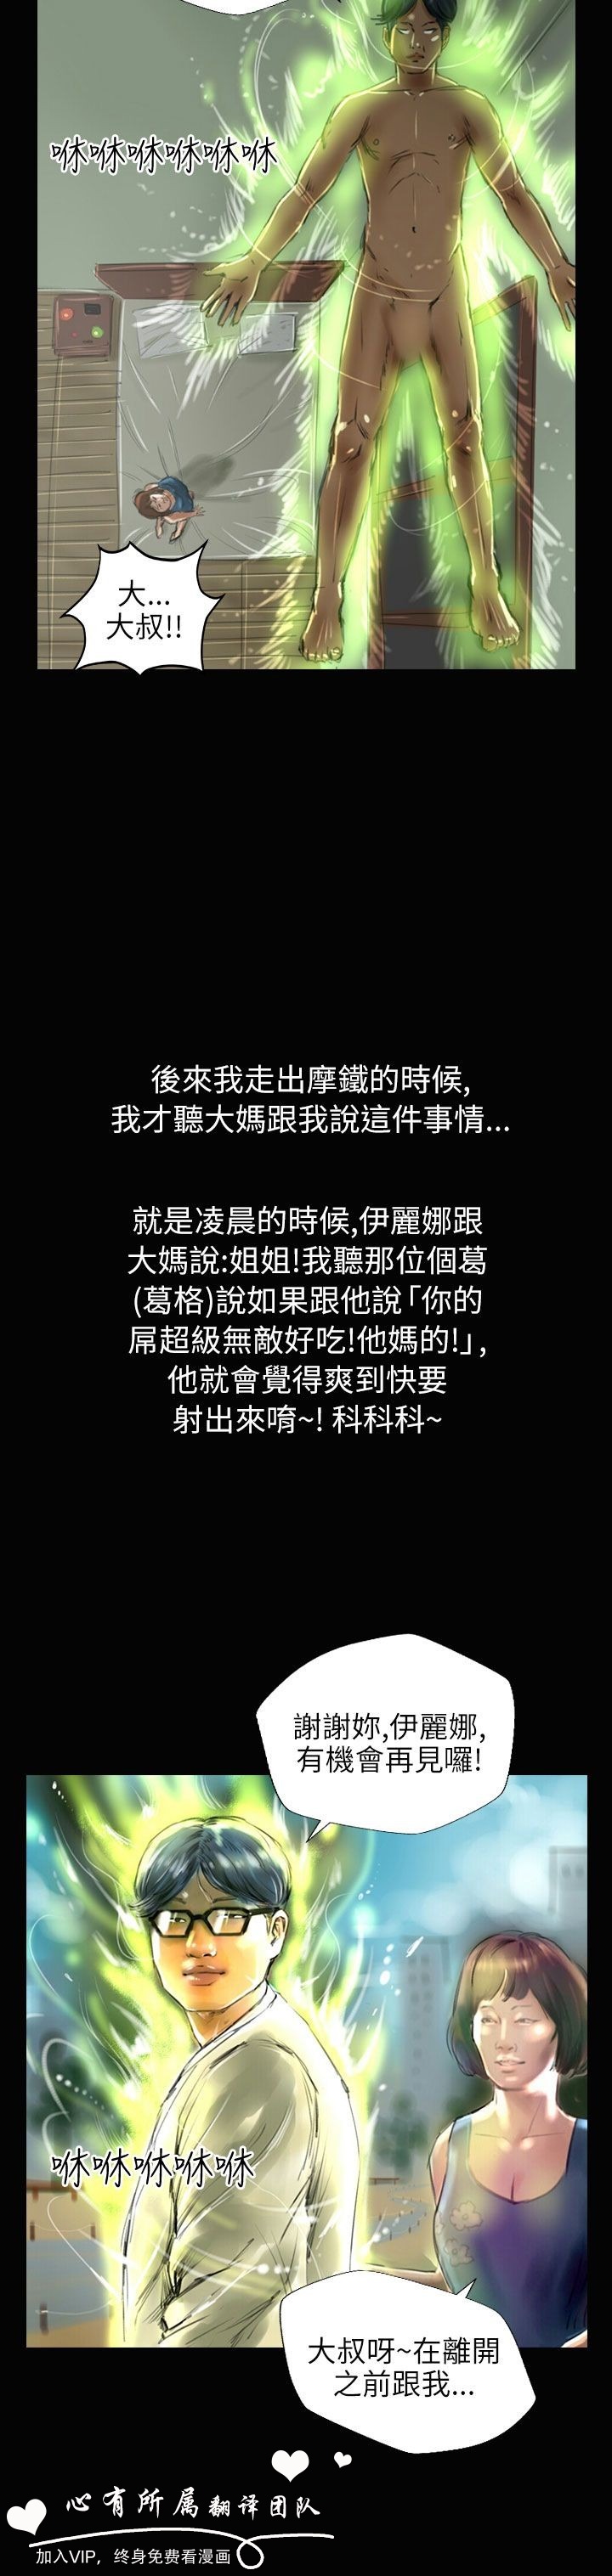 咻咻咻咻咻咻
大...
大叔!!
後來我走出摩鐵的時候,
我才聽大媽跟我說這件事情...
就是凌晨的時候,伊麗娜跟
大媽說:姐姐!我聽那位個葛
(葛格)說如果跟他說「你的
屌超級無敵好吃!他媽的!」,
他就會覺得爽到快要
射出來唷~! 科科科~
謝謝妳,伊麗娜,
有機會再見囉!
咻咻咻咻咻
大叔呀~在離開
之前跟我...
心有所属翻译团队
加入VIP，终身免费看漫画